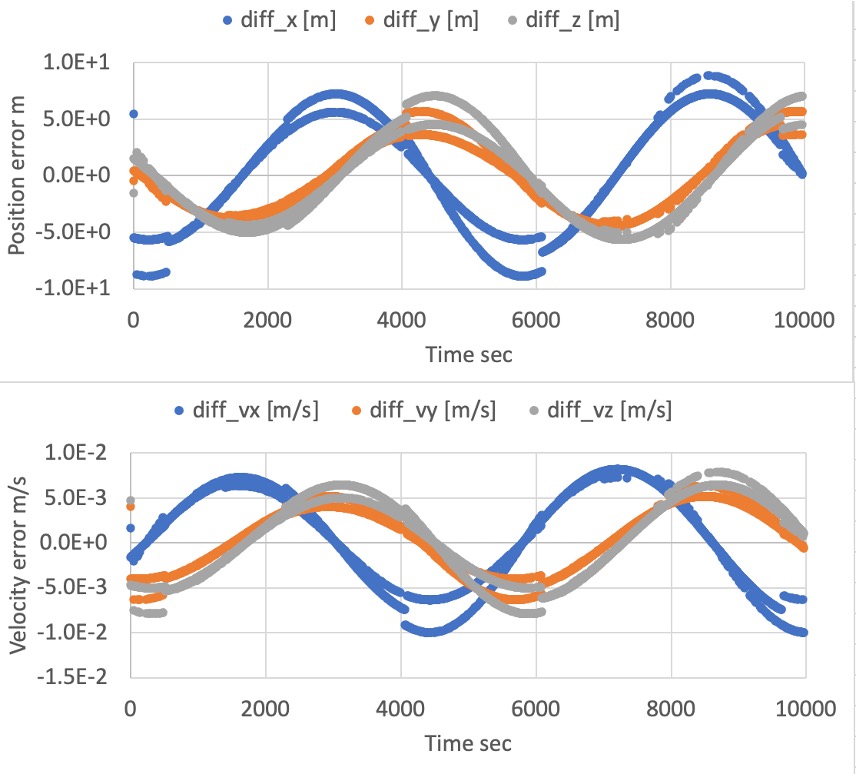 diff_x [m] diff_y [m] diff_z [m]
1.0E+1
5.0E+0
0.0E+0
-5.0E+0
-1.0E+1
Position error m
0 2000 4000 6000 8000 10000
Time sec
diff_vx [m/s] diff_vy [m/s] diff_vz [m/s]
1.0E-2
5.0E-3
0.0E+0
-5.0E-3
-1.0E-2
-1.5E-2
Velocity error m/s
0 2000 4000 6000 8000 10000
Time sec